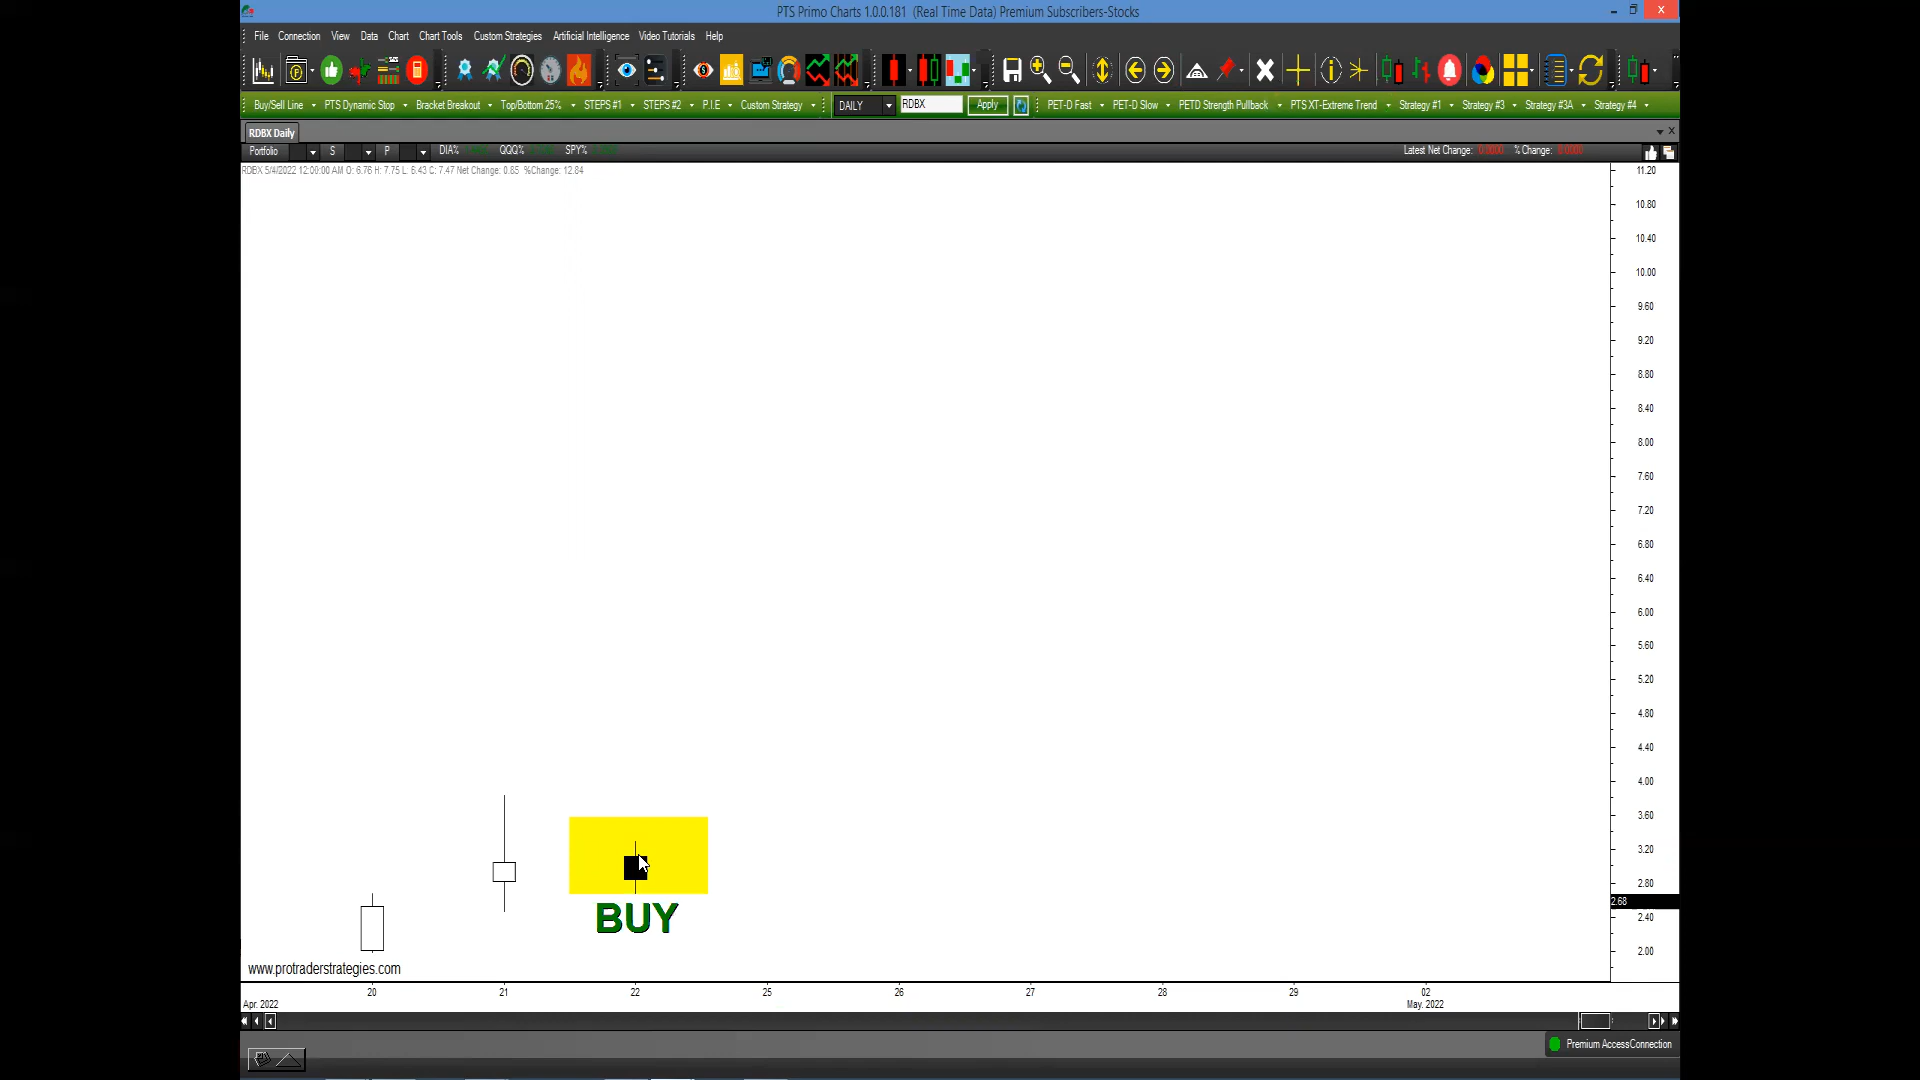 PTS Primo Charts 1.0.0.181 (Real Time Data) Premium Subscribers-Stocks
File Connection View Data Chart Chart Tools Custom Strategies Artificial Intelligence Video Tutorials Help
Buy/Sell Line PTS Dynamic Stop Bracket Breakout Top/Bottom 25% STEPS #1 STEPS #2 P.I.E Custom Strategy DAILY RDBX Apply PET-D Fast PET-D Slow PETD Strength Pullback PTS XT-Extreme Trend Strategy #1 Strategy #3 Strategy #3A Strategy #4
RDBX Daily
Portfolio S P DIA% QQQ% SPY% Latest Net Change: 0.0000 % Change: 0.0000
RDBX 5/4/2022 12:00:00 AM O: 6.76 H: 7.75 L: 6.43 C: 7.47 Net Change: 0.85 %Change: 12.84
11.20
10.80
10.40
10.00
9.60
9.20
8.80
8.40
8.00
7.60
7.20
6.80
6.40
6.00
5.60
5.20
4.80
4.40
4.00
3.60
3.20
2.80
2.68
2.40
2.00
BUY
www.protraderstrategies.com
20 21 22 25 26 27 28 29 02
Apr. 2022 May. 2022
Premium AccessConnection